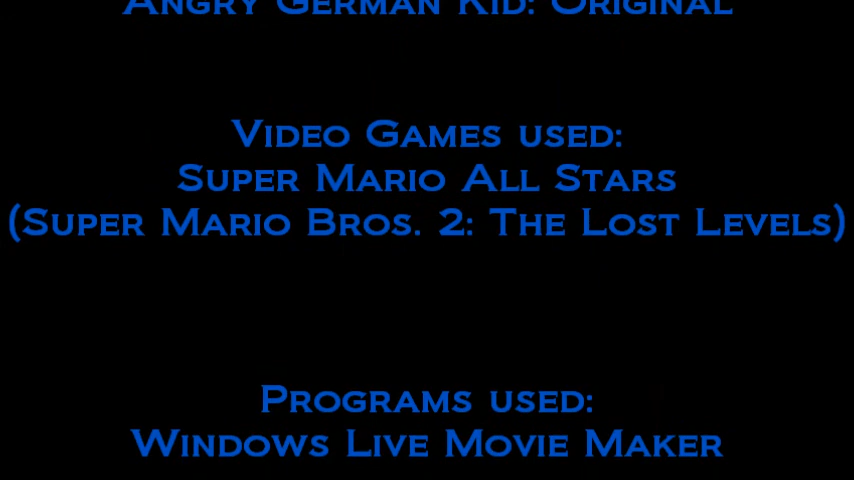 Angry German Kid: Original
Video Games used:
Super Mario All Stars
(Super Mario Bros. 2: The Lost Levels)
Programs used:
Windows Live Movie Maker